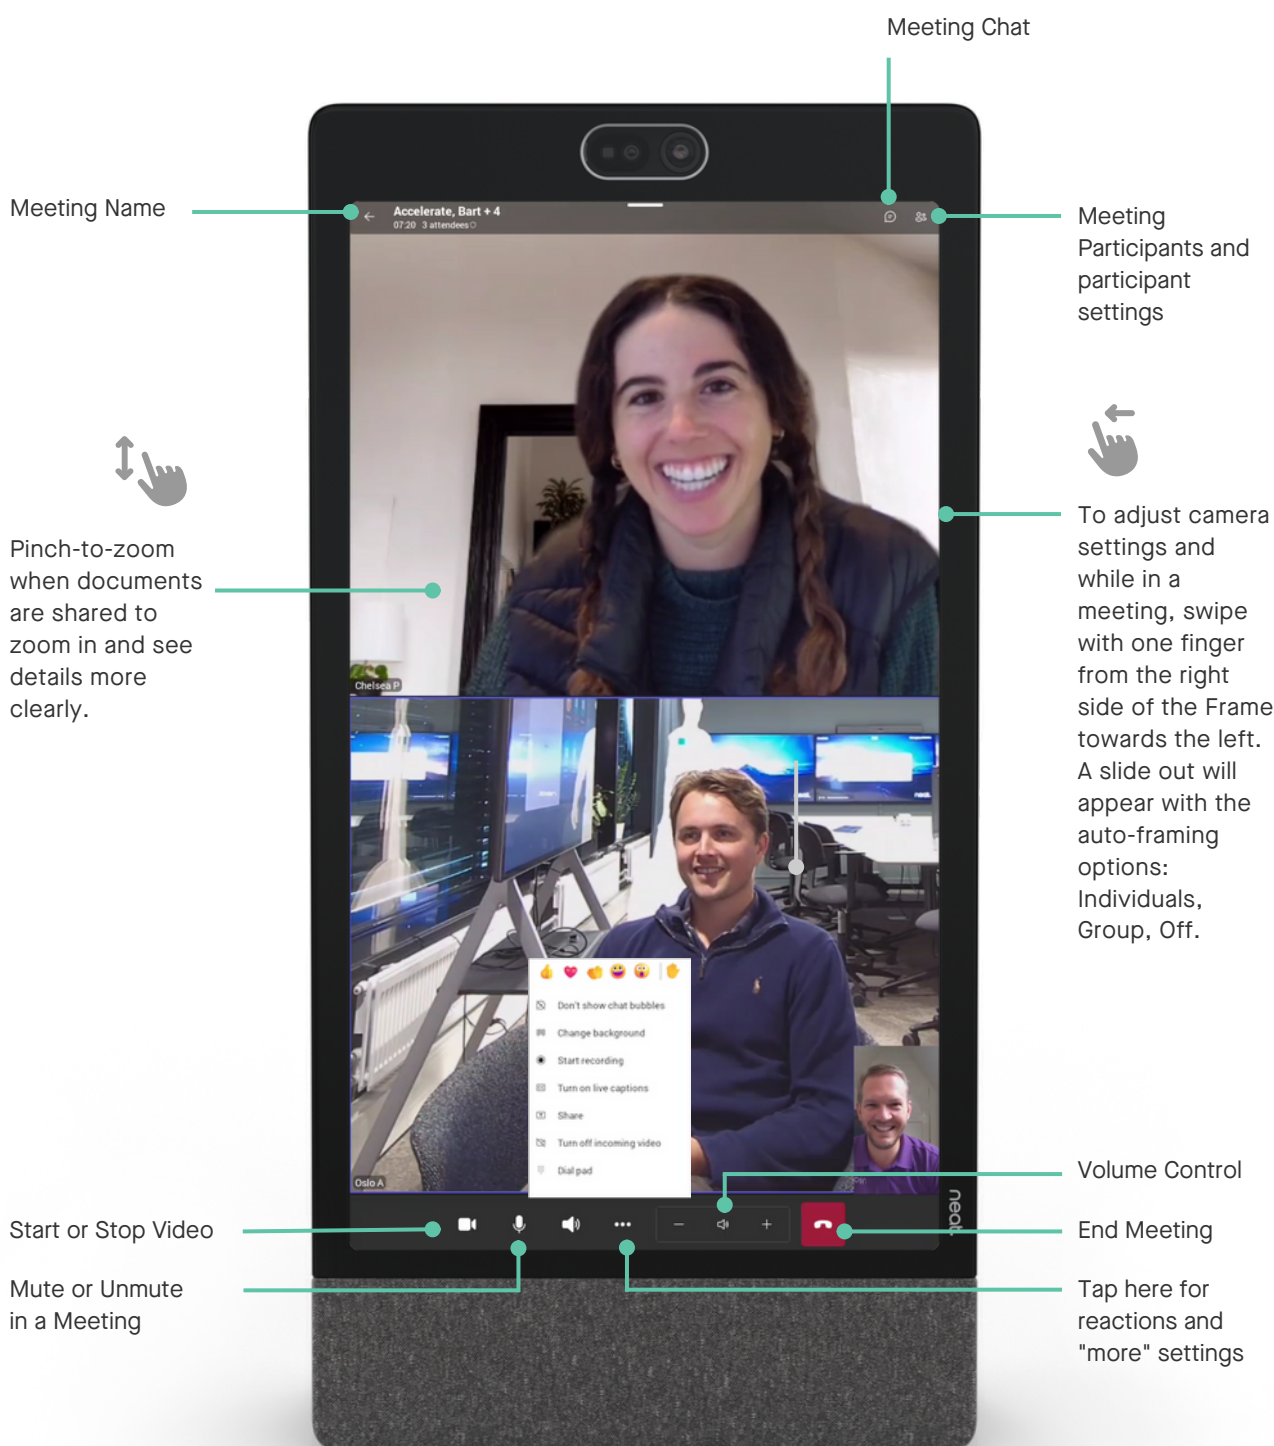 Meeting Chat
Meeting Name
Accelerate, Bart + 4
07:20 3 attendees
Meeting
Participants and
participant
settings
Pinch-to-zoom
when documents
are shared to
zoom in and see
details more
clearly.
To adjust camera
settings and
while in a
meeting, swipe
with one finger
from the right
side of the Frame
towards the left.
A slide out will
appear with the
auto-framing
options:
Individuals,
Group, Off.
Chelsea P
neat.
Don't show chat bubbles
Change background
Start recording
Turn on live captions
Share
Turn off incoming video
Dial pad
Oslo A
neat.
Volume Control
Start or Stop Video
End Meeting
Mute or Unmute
in a Meeting
Tap here for
reactions and
"more" settings